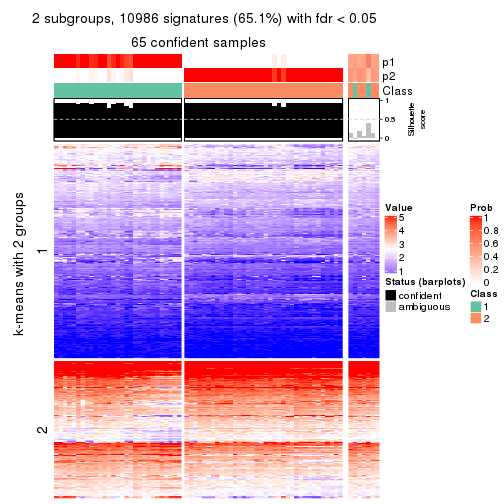 2 subgroups, 10986 signatures (65.1%) with fdr < 0.05
65 confident samples
p1
p2
Class
1
0.5
0
Silhouette
score
k-means with 2 groups
1
2
Value
5
4
3
2
1
Status (barplots)
confident
ambiguous
Prob
1
0.8
0.6
0.4
0.2
0
Class
1
2